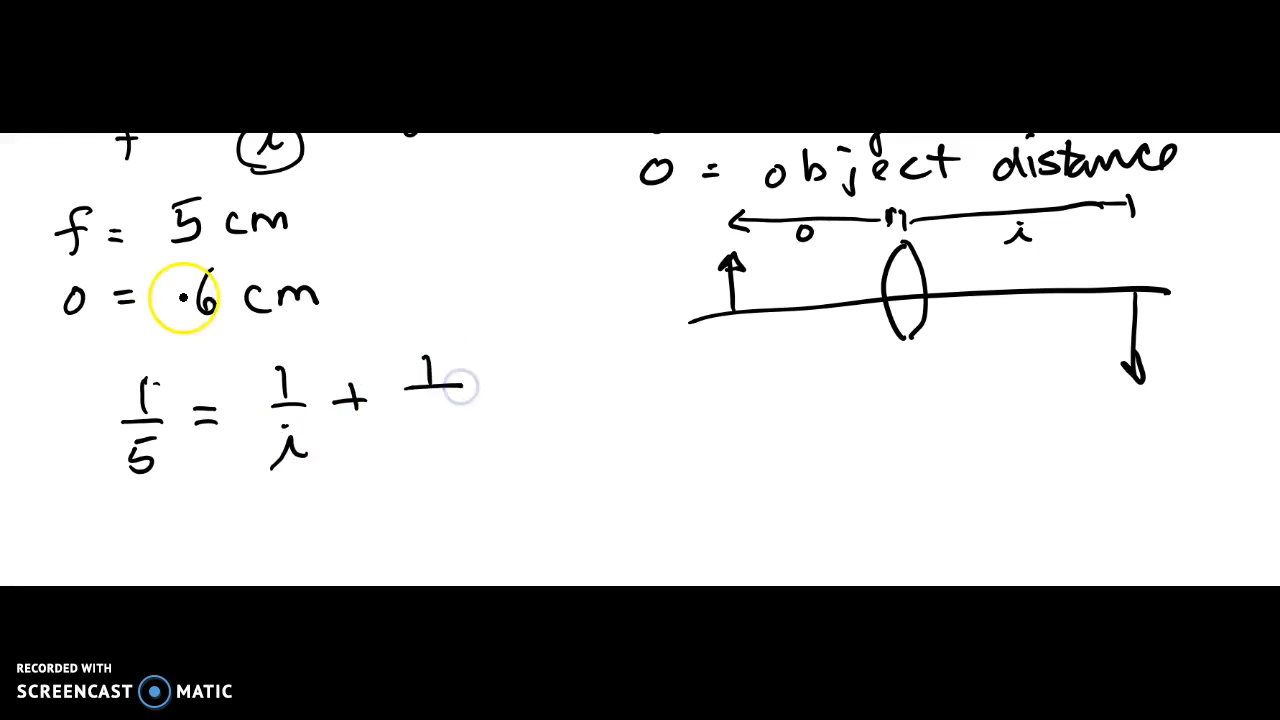 i
o = object distance
f = 5 cm
o i
o = 6 cm
1/5 = 1/i + 1
RECORDED WITH
SCREENCAST MATIC